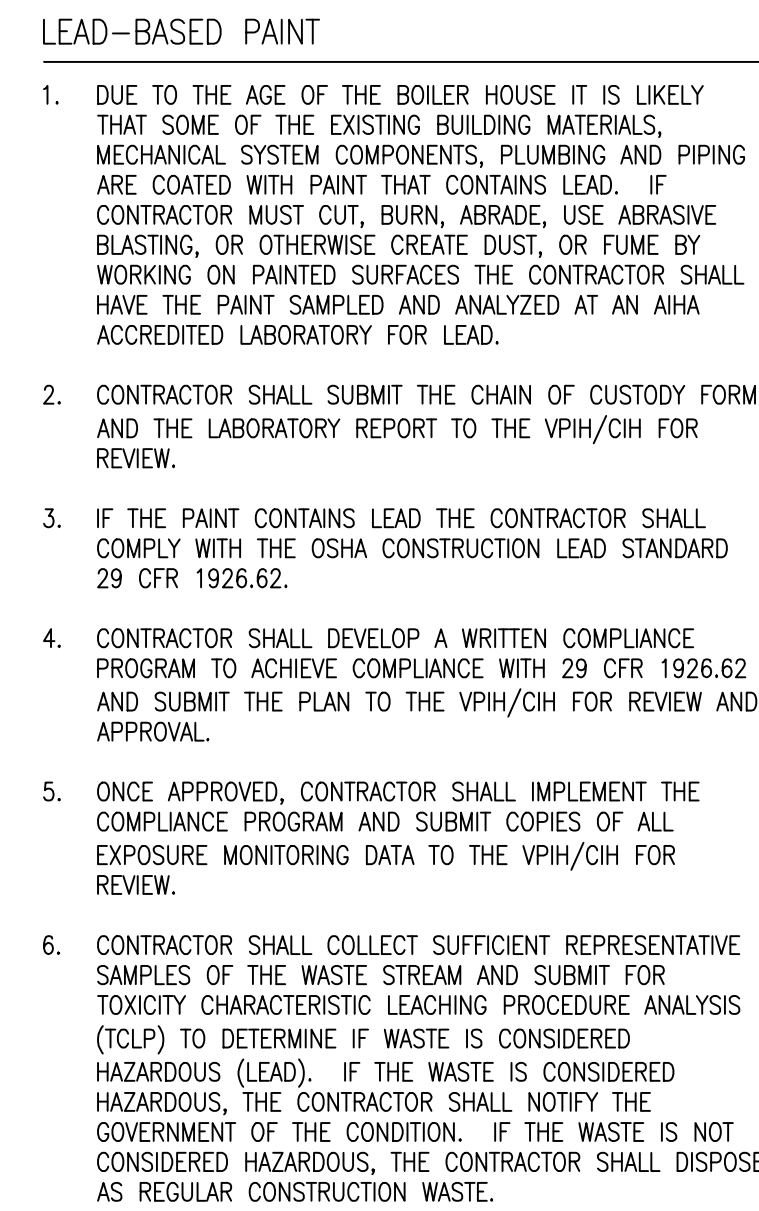 LEAD-BASED PAINT
1. DUE TO THE AGE OF THE BOILER HOUSE IT IS LIKELY
THAT SOME OF THE EXISTING BUILDING MATERIALS,
MECHANICAL SYSTEM COMPONENTS, PLUMBING AND PIPING
ARE COATED WITH PAINT THAT CONTAINS LEAD. IF
CONTRACTOR MUST CUT, BURN, ABRADE, USE ABRASIVE
BLASTING, OR OTHERWISE CREATE DUST, OR FUME BY
WORKING ON PAINTED SURFACES THE CONTRACTOR SHALL
HAVE THE PAINT SAMPLED AND ANALYZED AT AN AIHA
ACCREDITED LABORATORY FOR LEAD.
2. CONTRACTOR SHALL SUBMIT THE CHAIN OF CUSTODY FORM
AND THE LABORATORY REPORT TO THE VPIH/CIH FOR
REVIEW.
3. IF THE PAINT CONTAINS LEAD THE CONTRACTOR SHALL
COMPLY WITH THE OSHA CONSTRUCTION LEAD STANDARD
29 CFR 1926.62.
4. CONTRACTOR SHALL DEVELOP A WRITTEN COMPLIANCE
PROGRAM TO ACHIEVE COMPLIANCE WITH 29 CFR 1926.62
AND SUBMIT THE PLAN TO THE VPIH/CIH FOR REVIEW AND
APPROVAL.
5. ONCE APPROVED, CONTRACTOR SHALL IMPLEMENT THE
COMPLIANCE PROGRAM AND SUBMIT COPIES OF ALL
EXPOSURE MONITORING DATA TO THE VPIH/CIH FOR
REVIEW.
6. CONTRACTOR SHALL COLLECT SUFFICIENT REPRESENTATIVE
SAMPLES OF THE WASTE STREAM AND SUBMIT FOR
TOXICITY CHARACTERISTIC LEACHING PROCEDURE ANALYSIS
(TCLP) TO DETERMINE IF WASTE IS CONSIDERED
HAZARDOUS (LEAD). IF THE WASTE IS CONSIDERED
HAZARDOUS, THE CONTRACTOR SHALL NOTIFY THE
GOVERNMENT OF THE CONDITION. IF THE WASTE IS NOT
CONSIDERED HAZARDOUS, THE CONTRACTOR SHALL DISPOSE
AS REGULAR CONSTRUCTION WASTE.